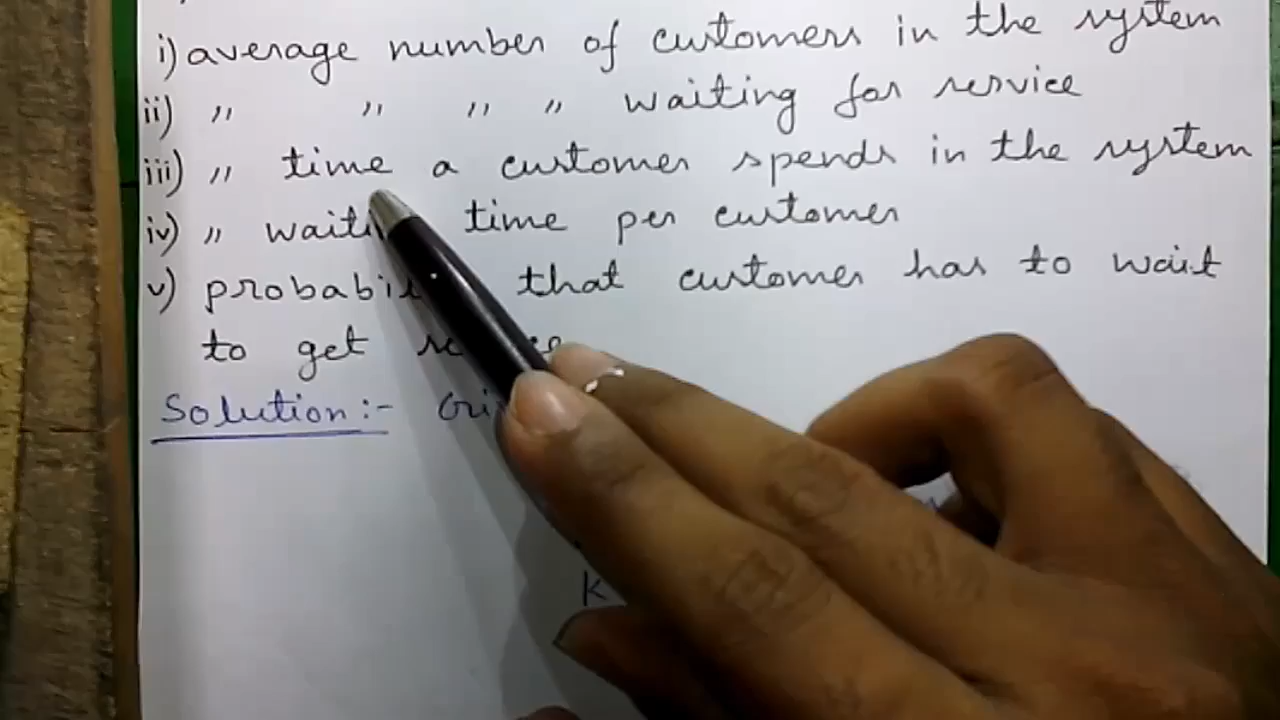 i) average number of customers in the system
ii) " " " " waiting for service
iii) " time a customer spends in the system
iv) " time per customer
v) that customer has to wait
to get
Solution :-
K